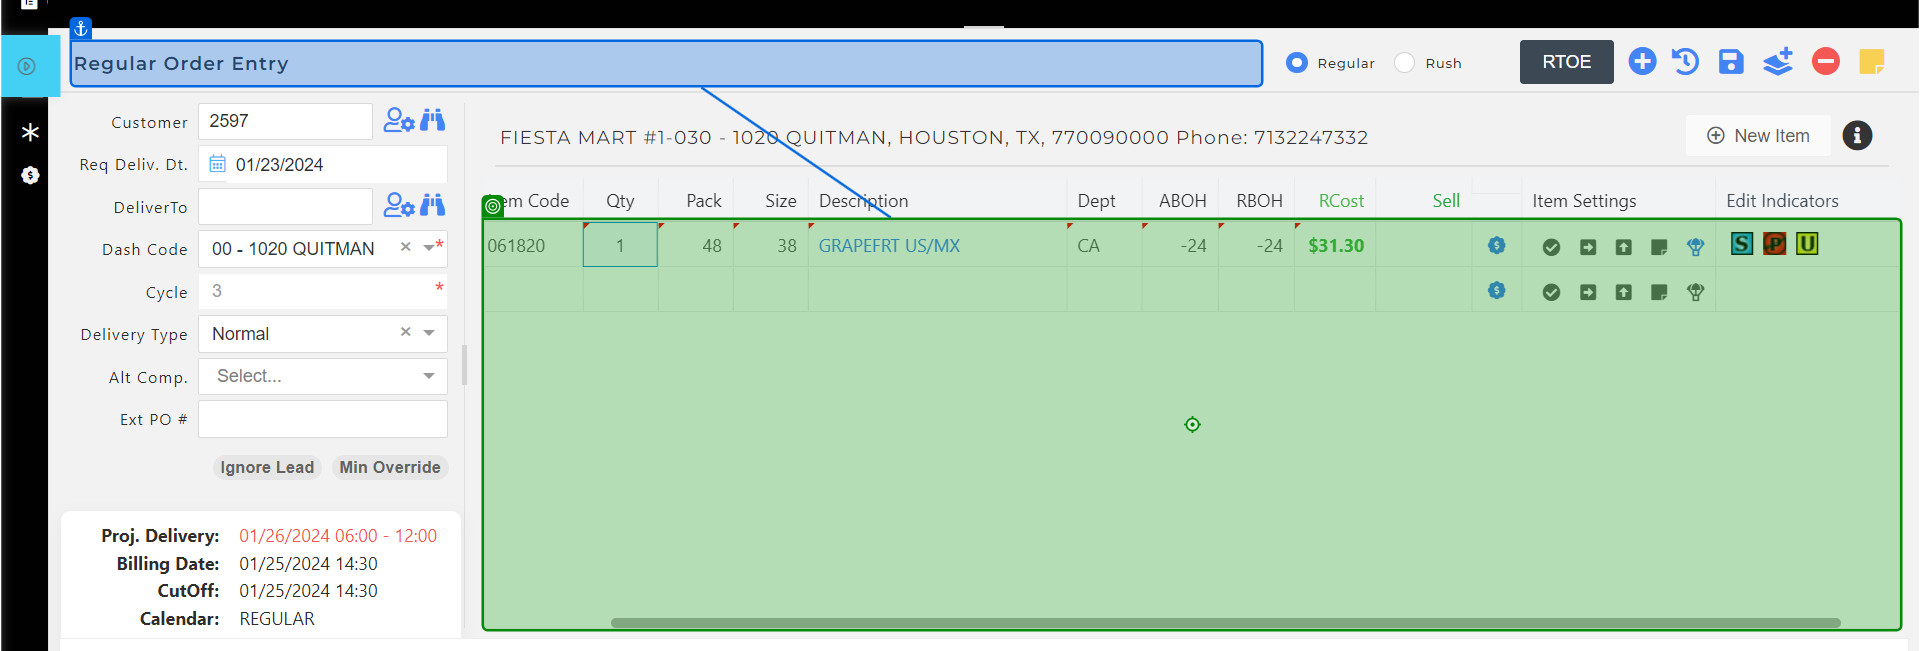 Regular Order Entry
Regular Rush RTOE
Customer 2597
Req Deliv. Dt. 01/23/2024
DeliverTo
Dash Code 00 - 1020 QUITMAN × *
Cycle 3 *
Delivery Type Normal ×
Alt Comp. Select...
Ext PO #
Ignore Lead Min Override
Proj. Delivery: 01/26/2024 06:00 - 12:00
Billing Date: 01/25/2024 14:30
CutOff: 01/25/2024 14:30
Calendar: REGULAR
FIESTA MART #1-030 - 1020 QUITMAN, HOUSTON, TX, 770090000 Phone: 7132247332
New Item
em Code Qty Pack Size Description Dept ABOH RBOH RCost Sell Item Settings Edit Indicators
061820 1 48 38 GRAPEFRT US/MX CA -24 -24 $31.30 S P U